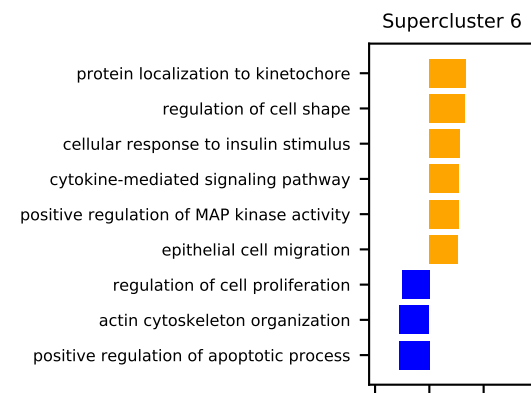 Supercluster 6
protein localization to kinetochore
regulation of cell shape
cellular response to insulin stimulus
cytokine-mediated signaling pathway
positive regulation of MAP kinase activity
epithelial cell migration
regulation of cell proliferation
actin cytoskeleton organization
positive regulation of apoptotic process